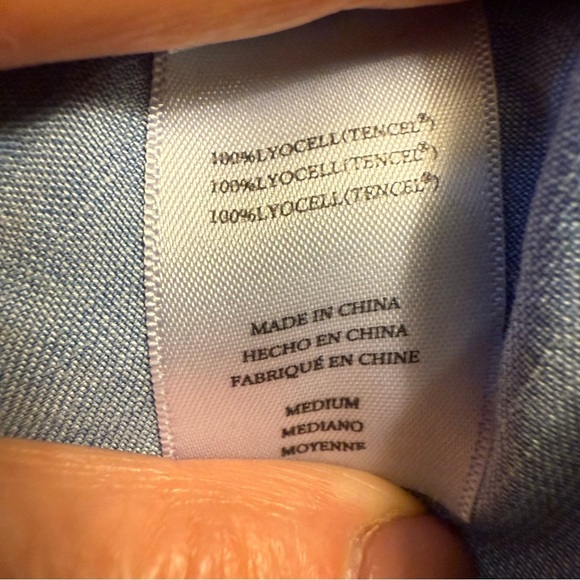 100%LYOCELL(TENCEL®)
100%LYOCELL(TENCEL®)
100%LYOCELL(TENCEL®)
MADE IN CHINA
HECHO EN CHINA
FABRIQUÉ EN CHINE
MEDIUM
MEDIANO
MOYENNE